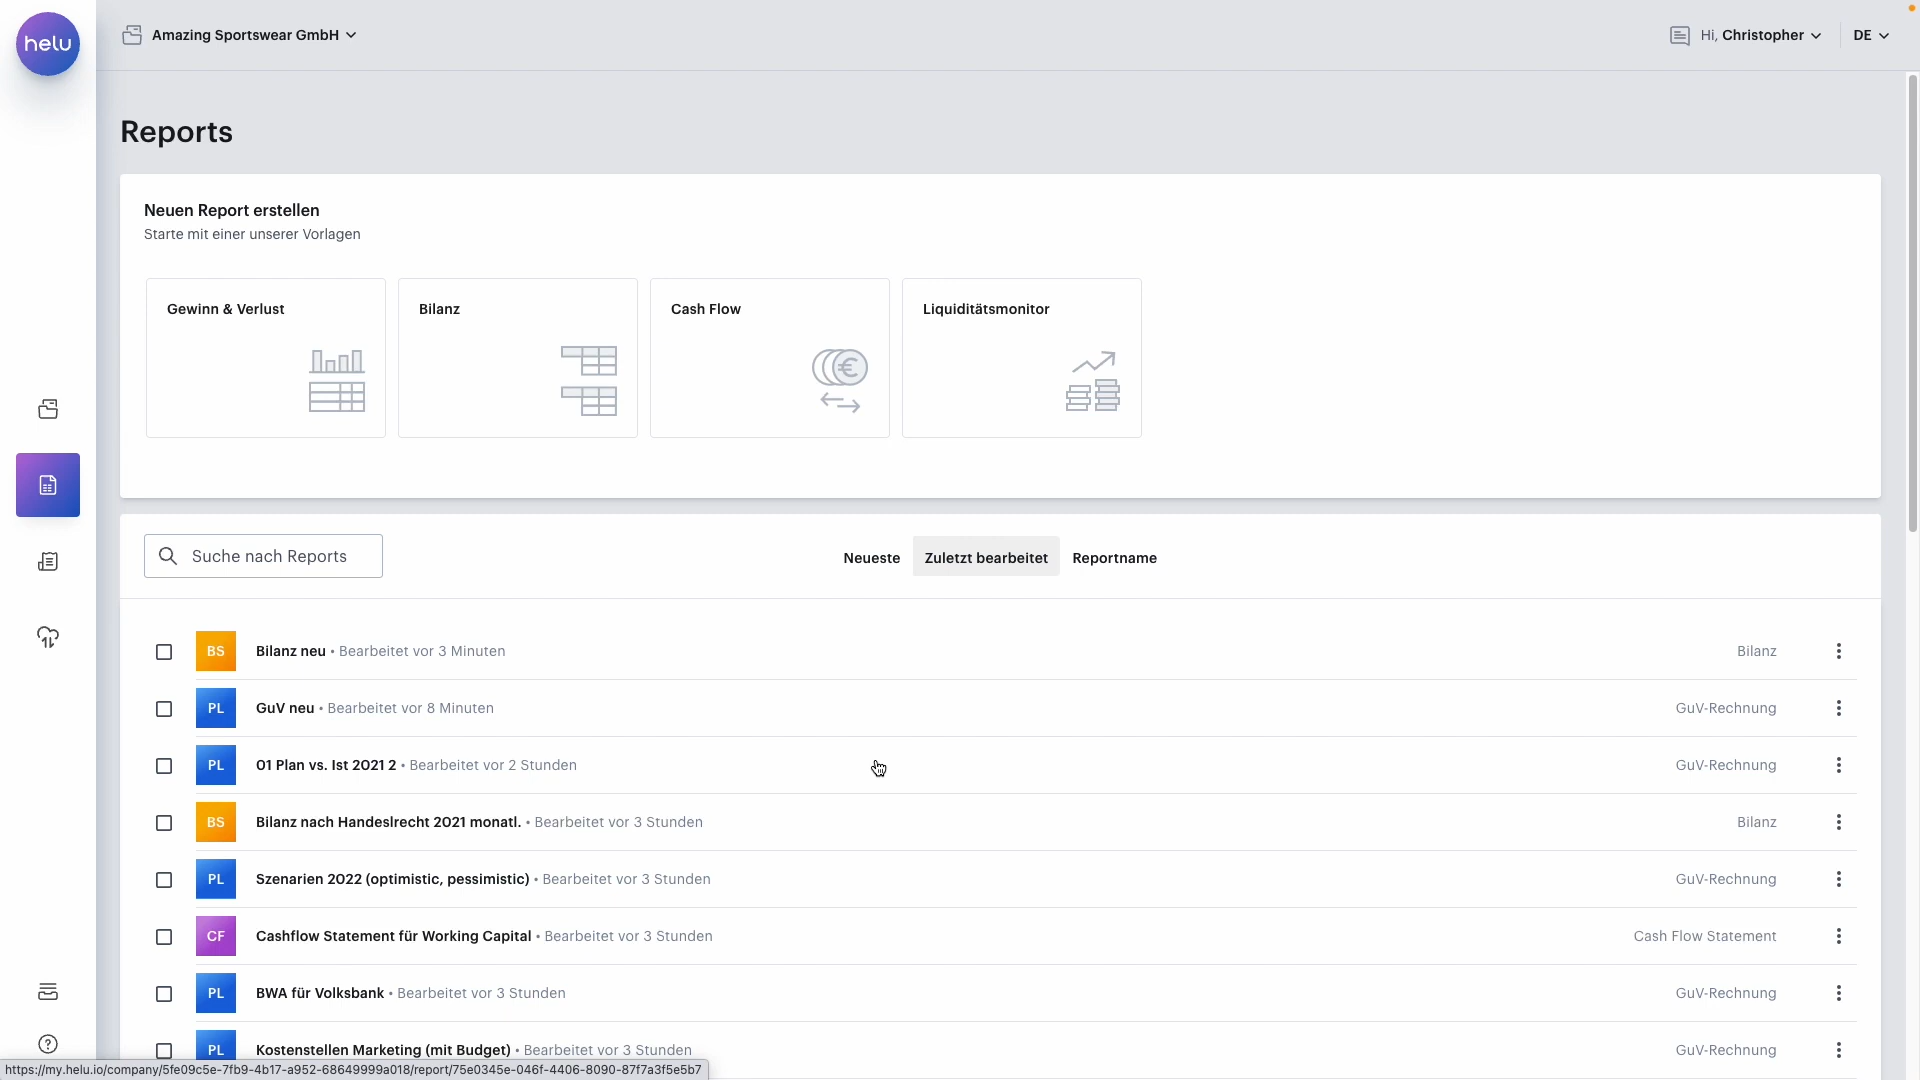 helu
Amazing Sportswear GmbH
Hi, Christopher
DE
Reports
Neuen Report erstellen
Starte mit einer unserer Vorlagen
Gewinn & Verlust
Bilanz
Cash Flow
Liquiditätsmonitor
Suche nach Reports
Neueste
Zuletzt bearbeitet
Reportname
BS Bilanz neu • Bearbeitet vor 3 Minuten Bilanz
PL GuV neu • Bearbeitet vor 8 Minuten GuV-Rechnung
PL 01 Plan vs. Ist 2021 2 • Bearbeitet vor 2 Stunden GuV-Rechnung
BS Bilanz nach Handeslrecht 2021 monatl. • Bearbeitet vor 3 Stunden Bilanz
PL Szenarien 2022 (optimistic, pessimistic) • Bearbeitet vor 3 Stunden GuV-Rechnung
CF Cashflow Statement für Working Capital • Bearbeitet vor 3 Stunden Cash Flow Statement
PL BWA für Volksbank • Bearbeitet vor 3 Stunden GuV-Rechnung
PL Kostenstellen Marketing (mit Budget) • Bearbeitet vor 3 Stunden GuV-Rechnung
https://my.helu.io/company/5fe09c5e-7fb9-4b17-a952-68649999a018/report/75e0345e-046f-4406-8090-87f7a3f5e5b7